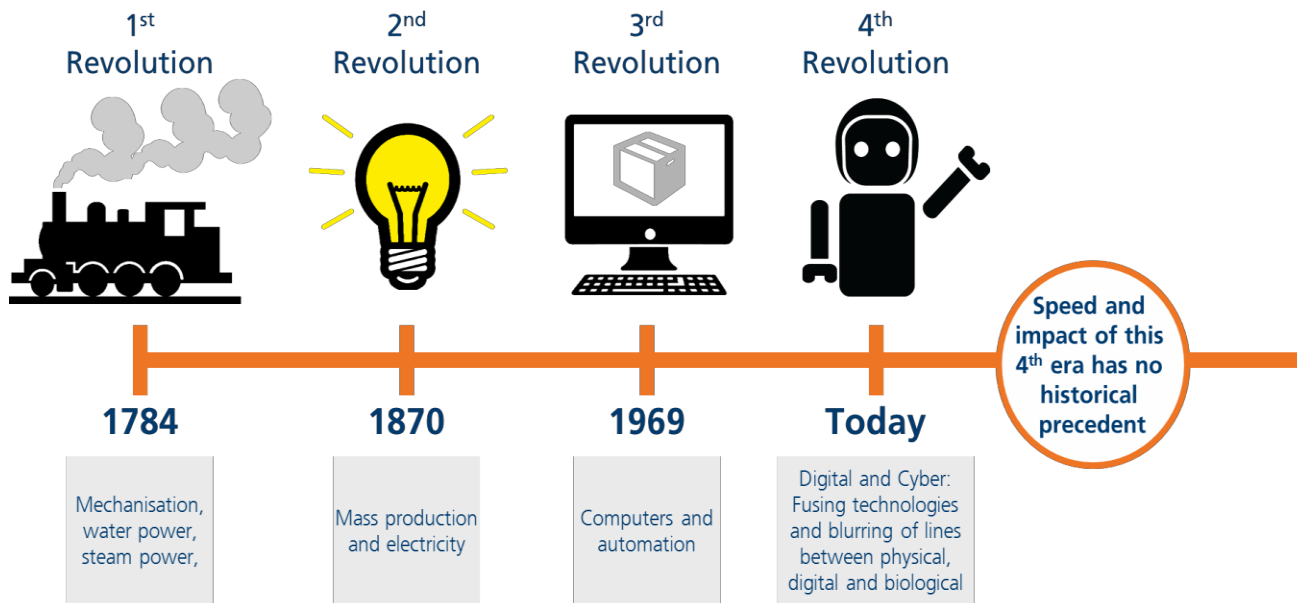 1st
Revolution
2nd
Revolution
3rd
Revolution
4th
Revolution
1784
1870
1969
Today
Speed and
impact of this
4th era has no
historical
precedent
Mechanisation,
water power,
steam power,
Mass production
and electricity
Computers and
automation
Digital and Cyber:
Fusing technologies
and blurring of lines
between physical,
digital and biological